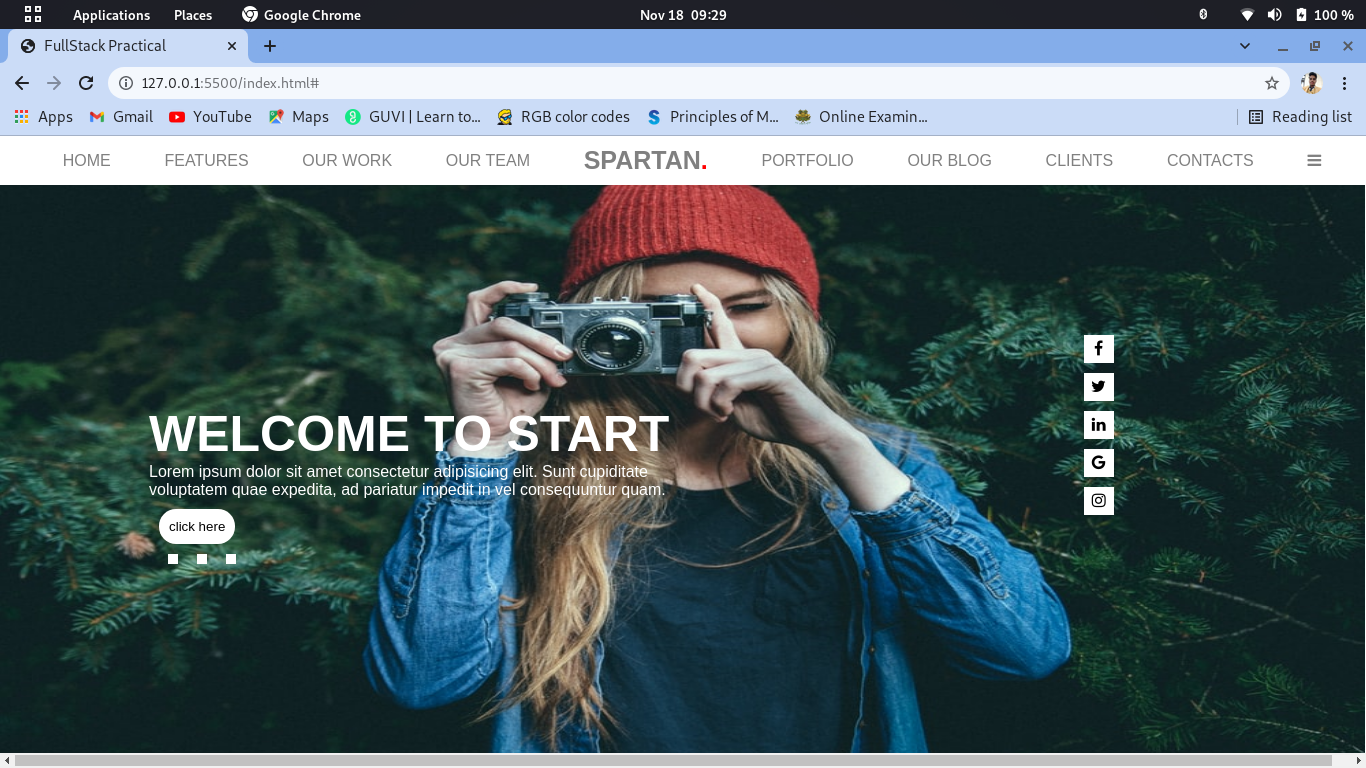 Applications Places Google Chrome Nov 18 09:29 100 %
FullStack Practical
127.0.0.1:5500/index.html#
Apps Gmail YouTube Maps GUVI | Learn to... RGB color codes Principles of M... Online Examin... Reading list
HOME FEATURES OUR WORK OUR TEAM SPARTAN. PORTFOLIO OUR BLOG CLIENTS CONTACTS
WELCOME TO START
Lorem ipsum dolor sit amet consectetur adipisicing elit. Sunt cupiditate
voluptatem quae expedita, ad pariatur impedit in vel consequuntur quam.
click here